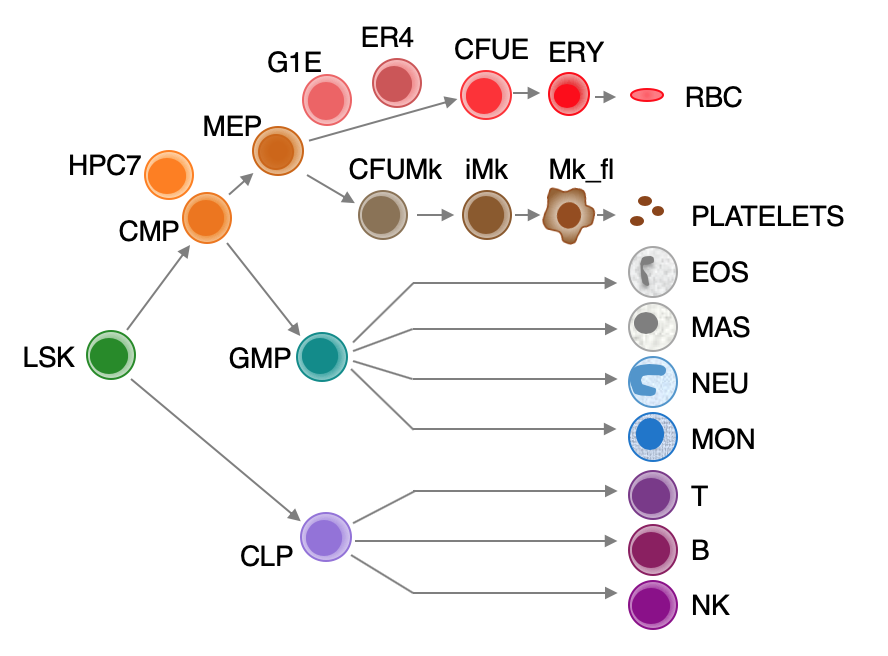 ER4
G1E
CFUE
ERY
RBC
MEP
HPC7
CFUMk
iMk
Mk_fl
PLATELETS
CMP
EOS
MAS
LSK
GMP
NEU
MON
T
CLP
B
NK